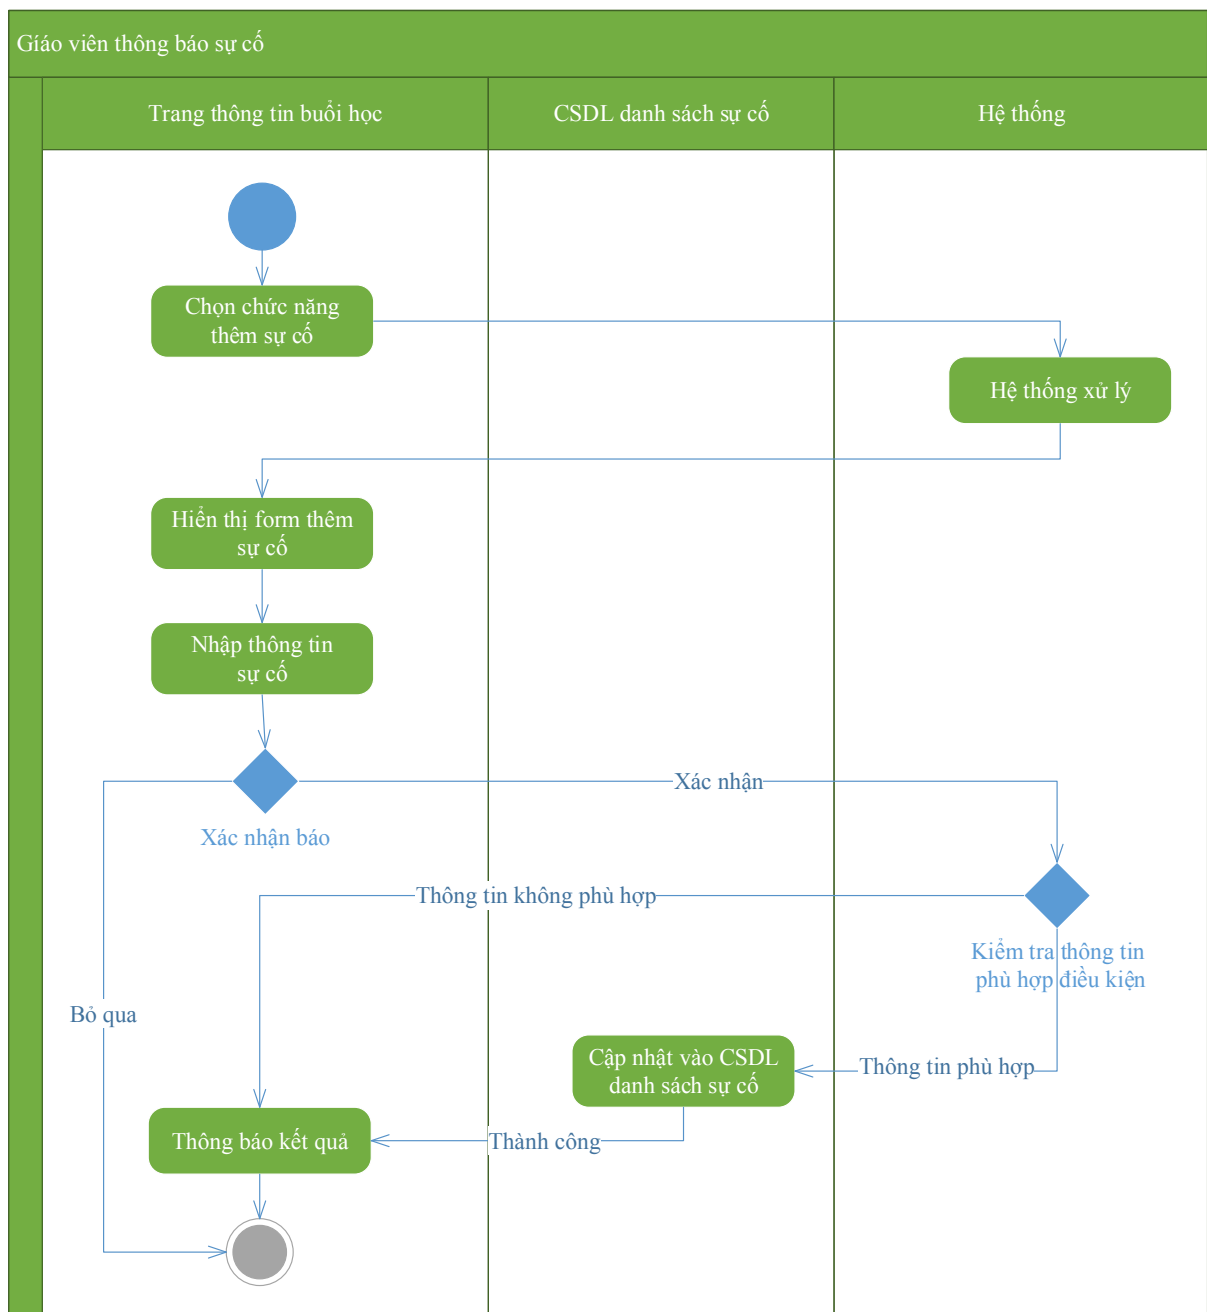 Giáo viên thông báo sự cố
Trang thông tin buổi học
CSDL danh sách sự cố
Hệ thống
Chọn chức năng
thêm sự cố
Hệ thống xử lý
Hiển thị form thêm
sự cố
Nhập thông tin
sự cố
Xác nhận
Xác nhận báo
Thông tin không phù hợp
Kiểm tra thông tin
phù hợp điều kiện
Bỏ qua
Cập nhật vào CSDL
danh sách sự cố
Thông tin phù hợp
Thông báo kết quả
Thành công